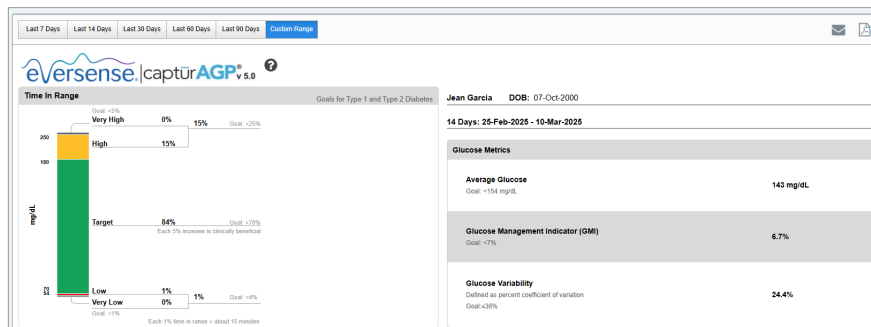 Last 7 Days
Last 14 Days
Last 30 Days
Last 60 Days
Last 90 Days
Custom Range
eversense. | captūrAGP® v 5.0 ?
Time In Range
Goals for Type 1 and Type 2 Diabetes
Goal: <5%
Very High 0%
15% Goal: <25%
250
High 15%
180
mg/dL
Target 84% Goal: >70%
Each 5% increase is clinically beneficial
70
54
Low 1%
1% Goal: <4%
Very Low 0%
Goal: <1%
Each 1% time in range = about 15 minutes
Jean Garcia DOB: 07-Oct-2000
14 Days: 25-Feb-2025 - 10-Mar-2025
Glucose Metrics
Average Glucose
Goal: <154 mg/dL
143 mg/dL
Glucose Management Indicator (GMI)
Goal: <7%
6.7%
Glucose Variability
Defined as percent coefficient of variation
Goal:≤36%
24.4%